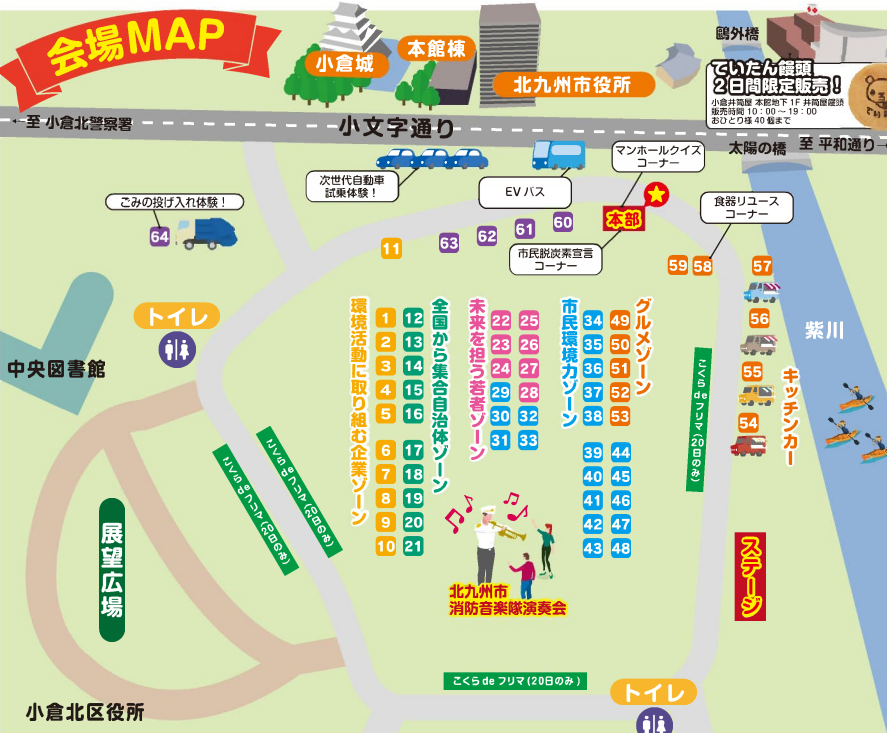 会場MAP
小倉城
本館棟
北九州市役所
鷗外橋
ていたん饅頭
2日間限定販売！
小倉井筒屋 本館地下1F 井筒屋饅頭
販売時間 10：00～19：00
おひとり様40個まで
←至 小倉北警察署
小文字通り
太陽の橋
至 平和通り→
次世代自動車
試乗体験！
EVバス
マンホールクイズ
コーナー
本部
市民脱炭素宣言
コーナー
食器リユース
コーナー
ごみの投げ入れ体験！
64
11
63
62
61
60
59
58
57
56
55
54
キッチンカー
紫川
トイレ
中央図書館
環境活動に取り組む企業ゾーン
1
2
3
4
5
6
7
8
9
10
全国から集合自治体ゾーン
12
13
14
15
16
17
18
19
20
21
未来を担う若者ゾーン
22
25
23
26
24
27
29
28
30
32
31
33
市民環境力ゾーン
34
35
36
37
38
39
44
40
45
41
46
42
47
43
48
グルメゾーン
49
50
51
52
53
こくらdeフリマ(20日のみ)
こくらdeフリマ(20日のみ)
こくらdeフリマ(20日のみ)
展望広場
ステージ
北九州市
消防音楽隊演奏会
こくらdeフリマ(20日のみ)
トイレ
小倉北区役所